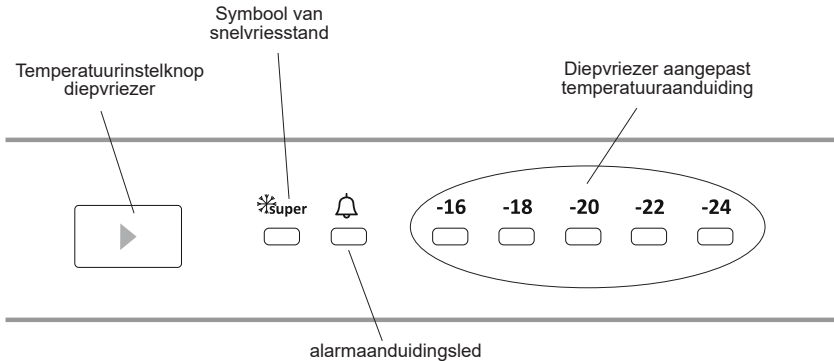 Symbool van
snelvriesstand
Temperatuurinstelknop
diepvriezer
Diepvriezer aangepast
temperatuuraanduiding
super
-16 -18 -20 -22 -24
alarmaanduidingsled